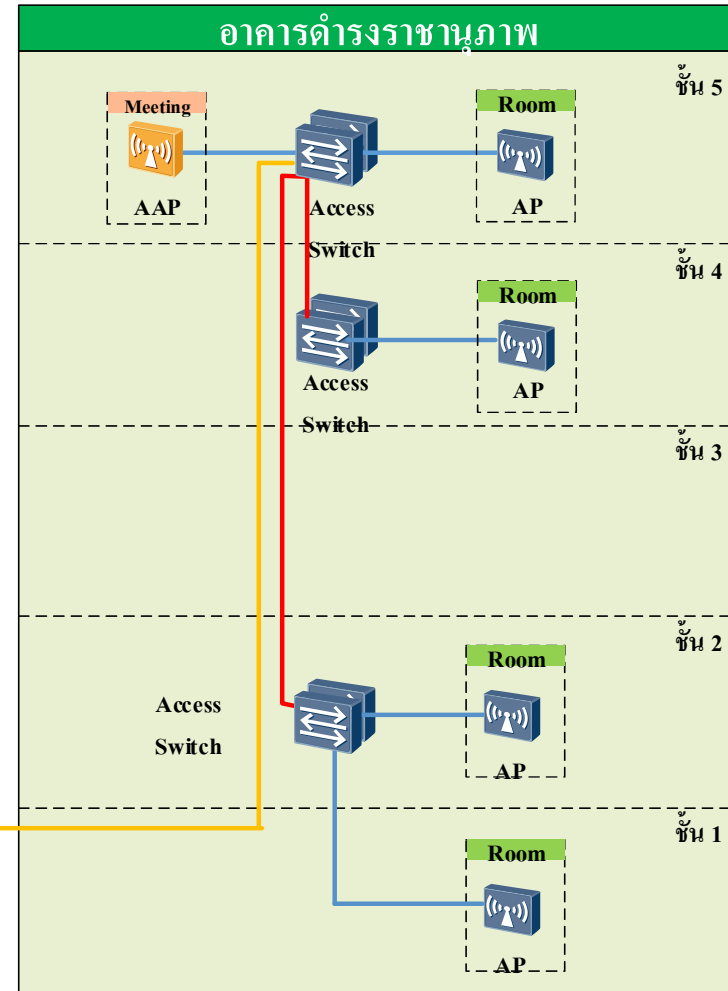 อาคารดำรงราชานุภาพ
ชั้น 5
Meeting
Room
AAP
Access
Switch
AP
ชั้น 4
Room
Access
Switch
AP
ชั้น 3
ชั้น 2
Room
Access
Switch
AP
ชั้น 1
Room
AP